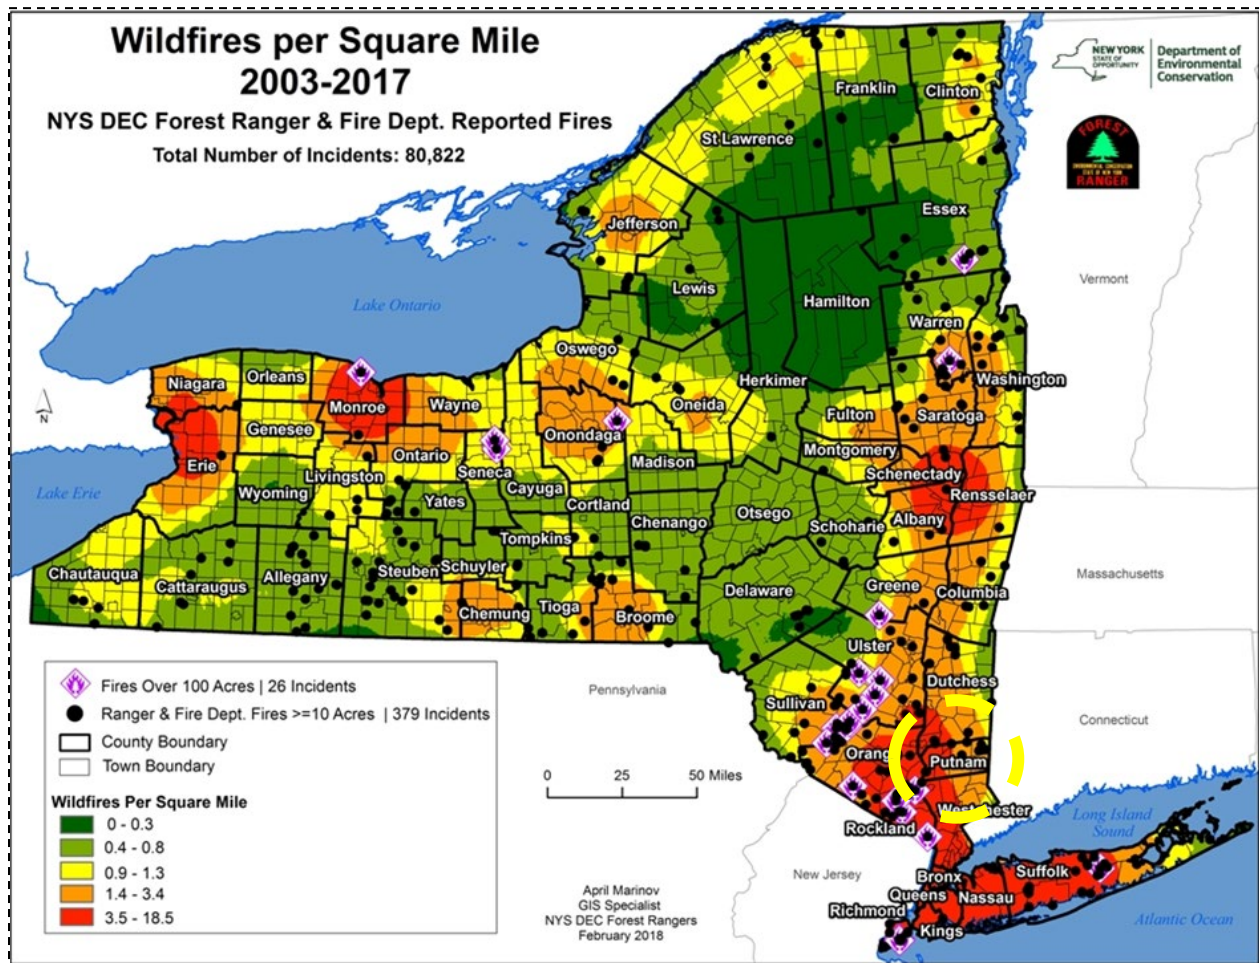 Wildfires per Square Mile
2003-2017
NYS DEC Forest Ranger & Fire Dept. Reported Fires
Total Number of Incidents: 80,822
NEW YORK
STATE OF
OPPORTUNITY
Department of
Environmental
Conservation
FOREST
ENVIRONMENTAL CONSERVATION
STATE OF NEW YORK
RANGER
Franklin
Clinton
St Lawrence
Essex
Jefferson
Vermont
Lewis
Hamilton
Lake Ontario
Warren
Oswego
Herkimer
Washington
Niagara
Orleans
Monroe
Wayne
Oneida
Fulton
Saratoga
N
Genesee
Onondaga
Montgomery
Erie
Ontario
Madison
Livingston
Seneca
Schenectady
Lake Erie
Wyoming
Cayuga
Rensselaer
Yates
Cortland
Otsego
Albany
Chenango
Schoharie
Tompkins
Chautauqua
Cattaraugus
Allegany
Steuben
Schuyler
Massachusetts
Delaware
Greene
Columbia
Chemung
Tioga
Broome
Ulster
Fires Over 100 Acres | 26 Incidents
Pennsylvania
Dutchess
Ranger & Fire Dept. Fires >=10 Acres | 379 Incidents
Sullivan
Connecticut
County Boundary
Town Boundary
Orang
Putnam
0 25 50 Miles
Wildfires Per Square Mile
0 - 0.3
0.4 - 0.8
0.9 - 1.3
1.4 - 3.4
3.5 - 18.5
Westchester
Rockland
Long Island
Sound
New Jersey
Bronx
Suffolk
Queens
Nassau
Richmond
Kings
Atlantic Ocean
April Marinov
GIS Specialist
NYS DEC Forest Rangers
February 2018